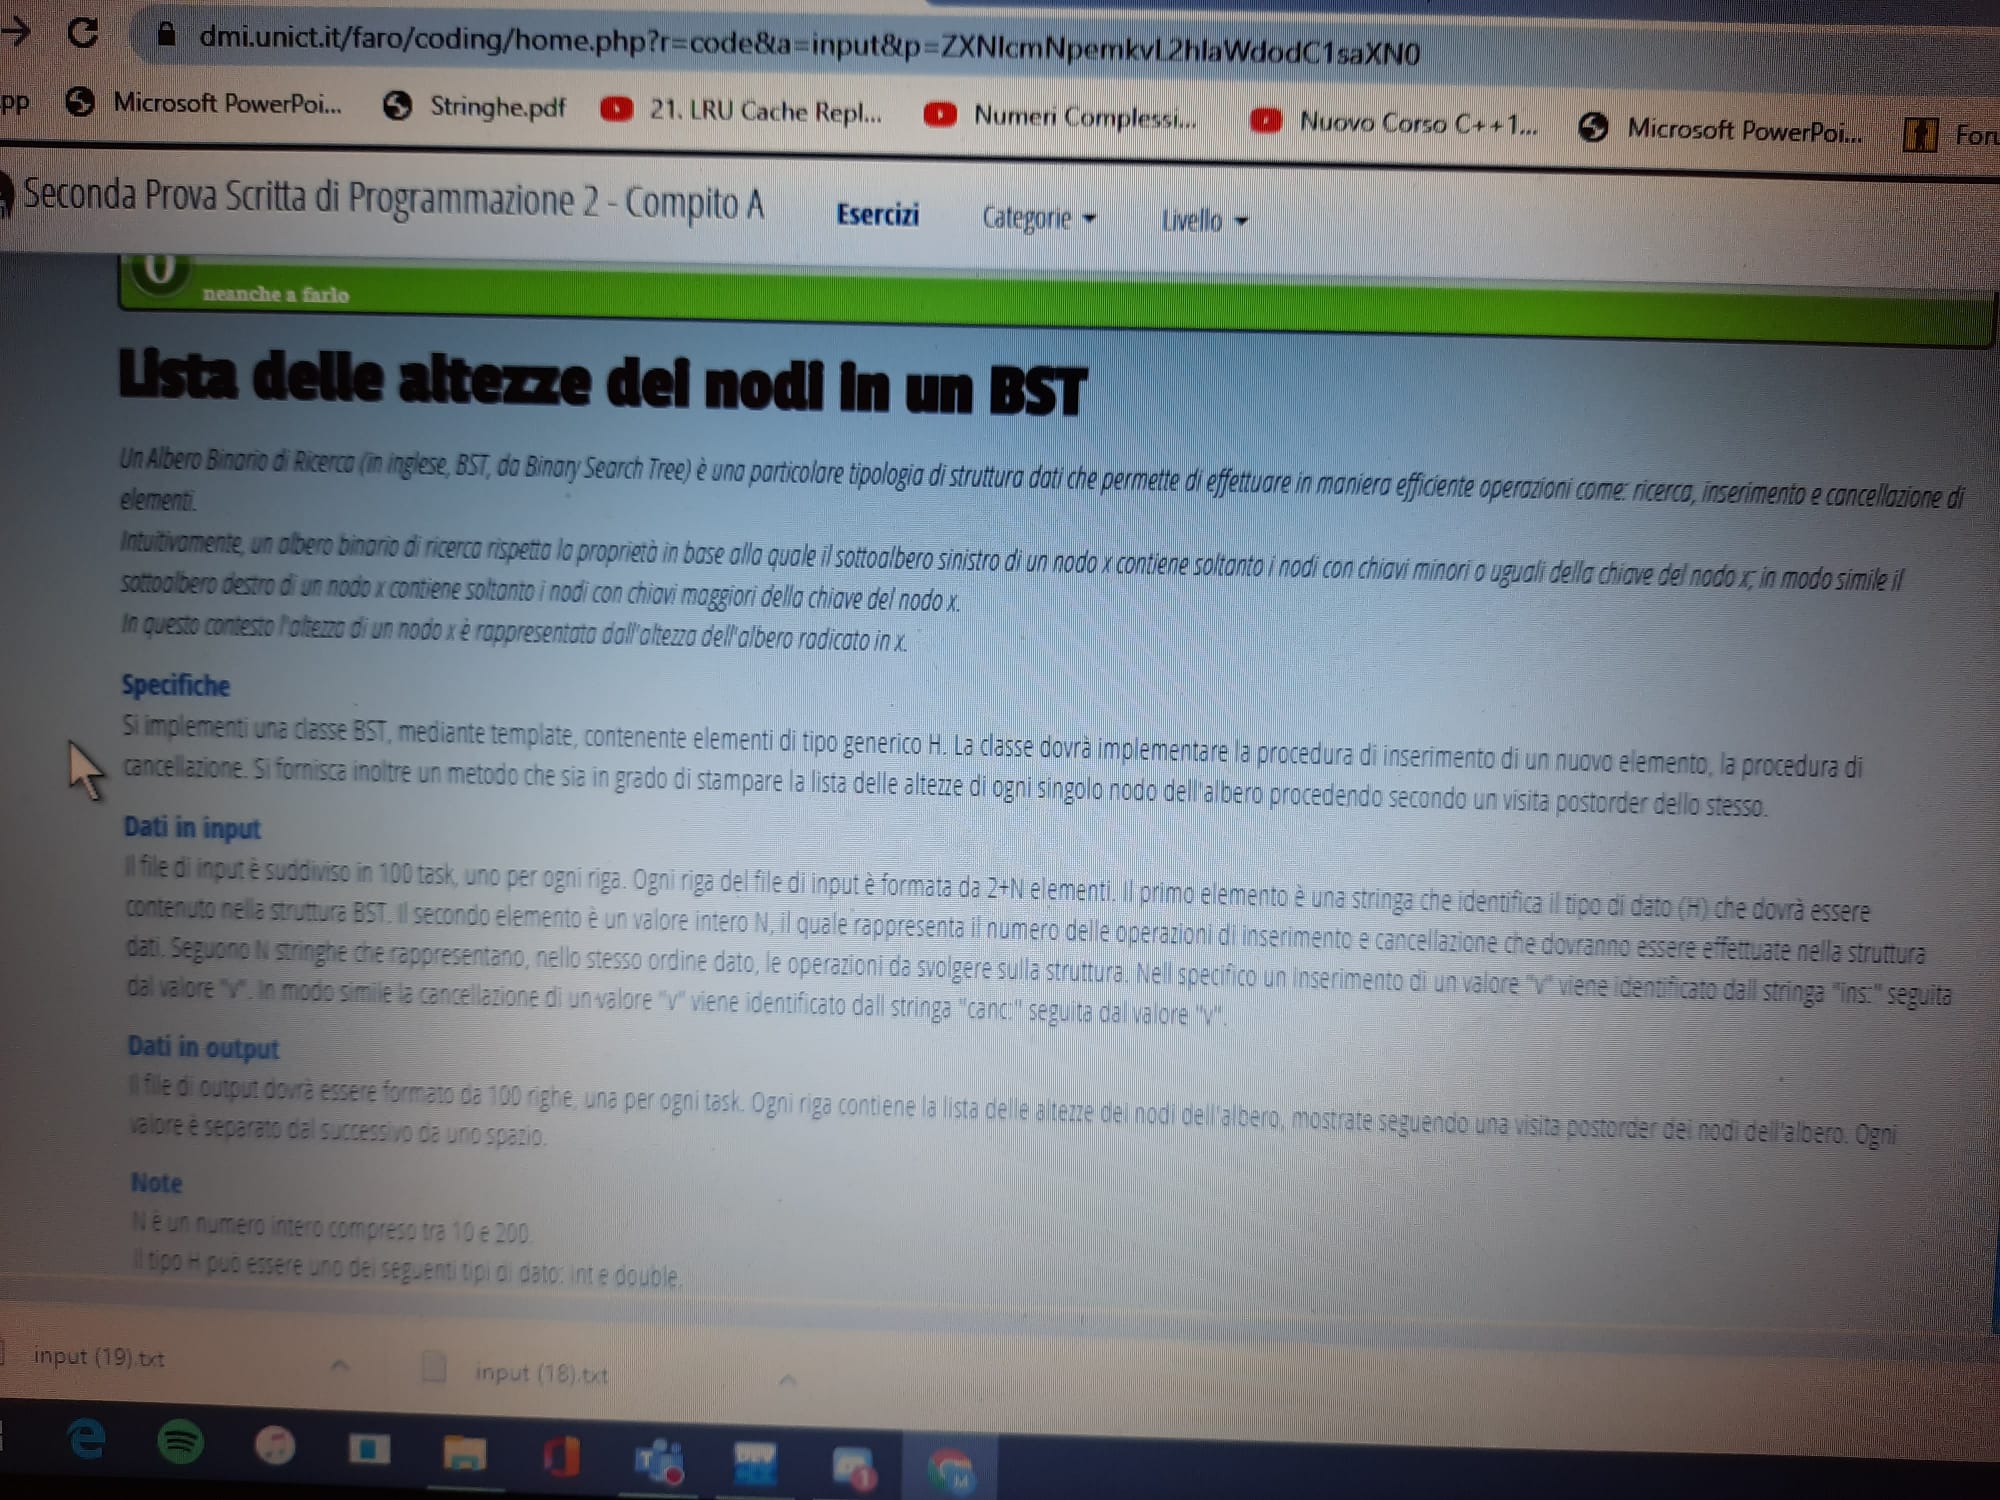 dmi.unict.it/faro/coding/home.php?r=code&a=input&p=ZXNlcmNpemkvL2hlaWdodC1saXN0
pp Microsoft PowerPoi... Stringhe.pdf 21. LRU Cache Repl... Numeri Complessi... Nuovo Corso C++1... Microsoft PowerPoi...
Seconda Prova Scritta di Programmazione 2 - Compito A Esercizi Categorie Livello
0
neanche a farlo
Lista delle altezze dei nodi in un BST
Un Albero Binario di Ricerca (in inglese, BST, da Binary Search Tree) è una particolare tipologia di struttura dati che permette di effettuare in maniera efficiente operazioni come: ricerca, inserimento e cancellazione di
elementi.
Intuitivamente, un albero binario di ricerca rispetta la proprietà in base alla quale il sottoalbero sinistro di un nodo x contiene soltanto i nodi con chiavi minori o uguali della chiave del nodo x; in modo simile il
sottoalbero destro di un nodo x contiene soltanto i nodi con chiavi maggiori della chiave del nodo x.
In questo contesto l'altezza di un nodo x è rappresentata dall'altezza dell'albero radicato in x.
Specifiche
Si implementi una classe BST, mediante template, contenente elementi di tipo generico H. La classe dovrà implementare la procedura di inserimento di un nuovo elemento, la procedura di
cancellazione. Si fornisca inoltre un metodo che sia in grado di stampare la lista delle altezze di ogni singolo nodo dell'albero procedendo secondo un visita postorder dello stesso.
Dati in input
Il file di input è suddiviso in 100 task, uno per ogni riga. Ogni riga del file di input è formata da 2+N elementi. Il primo elemento è una stringa che identifica il tipo di dato (H) che dovrà essere
contenuto nella struttura BST. Il secondo elemento è un valore intero N, il quale rappresenta il numero delle operazioni di inserimento e cancellazione che dovranno essere effettuate nella struttura
dati. Seguono N stringhe che rappresentano, nello stesso ordine dato, le operazioni da svolgere sulla struttura. Nell specifico un inserimento di un valore "v" viene identificato dall stringa "ins:" seguita
dal valore "v". In modo simile la cancellazione di un valore "v" viene identificato dall stringa "canc:" seguita dal valore "v".
Dati in output
Il file di output dovrà essere formato da 100 righe, una per ogni task. Ogni riga contiene la lista delle altezze dei nodi dell'albero, mostrate seguendo una visita postorder dei nodi dell'albero. Ogni
valore è separato dal successivo da uno spazio.
Note
N è un numero intero compreso tra 10 e 200.
Il tipo H può essere uno dei seguenti tipi di dato: int e double.
input (19).txt input (18).txt
DEV
1